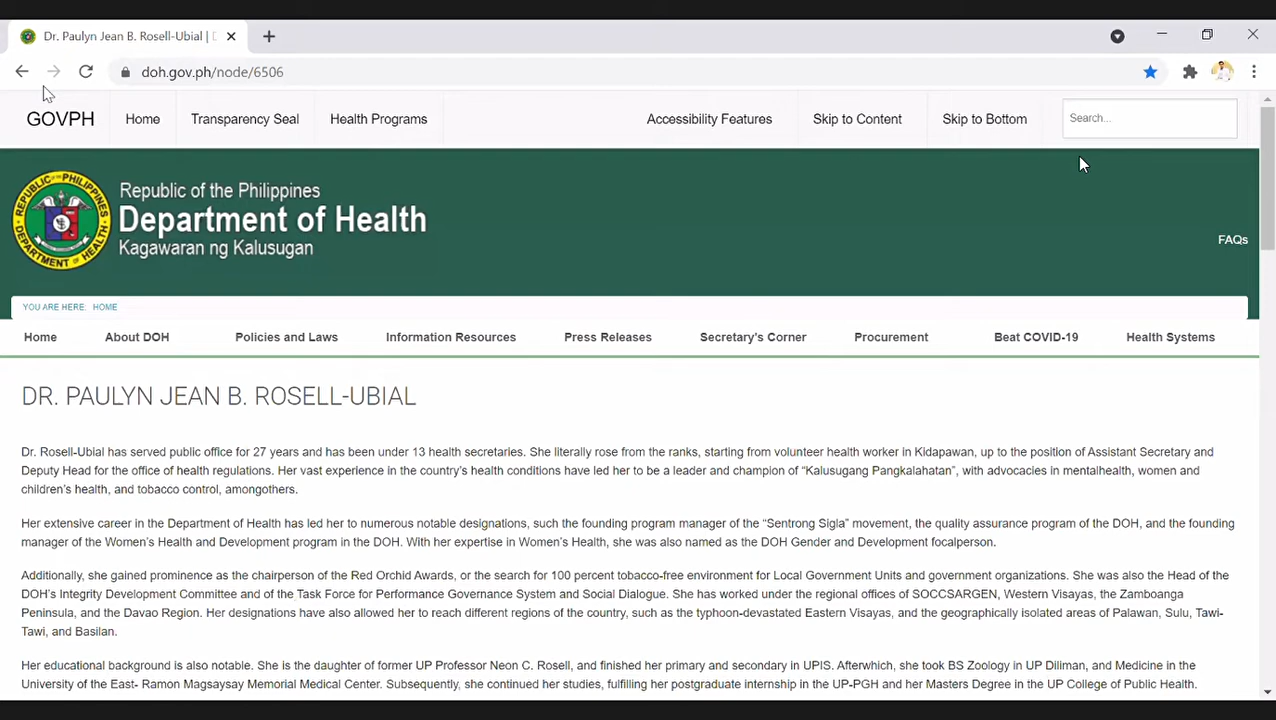 Dr. Paulyn Jean B. Rosell-Ubial |
doh.gov.ph/node/6506
GOVPH Home Transparency Seal Health Programs Accessibility Features Skip to Content Skip to Bottom Search...
Republic of the Philippines
Department of Health
Kagawaran ng Kalusugan
REPUBLIC OF THE PHILIPPINES
DEPARTMENT OF HEALTH
FAQs
YOU ARE HERE: HOME
Home About DOH Policies and Laws Information Resources Press Releases Secretary's Corner Procurement Beat COVID-19 Health Systems
DR. PAULYN JEAN B. ROSELL-UBIAL
Dr. Rosell-Ubial has served public office for 27 years and has been under 13 health secretaries. She literally rose from the ranks, starting from volunteer health worker in Kidapawan, up to the position of Assistant Secretary and
Deputy Head for the office of health regulations. Her vast experience in the country's health conditions have led her to be a leader and champion of “Kalusugang Pangkalahatan”, with advocacies in mentalhealth, women and
children's health, and tobacco control, amongothers.
Her extensive career in the Department of Health has led her to numerous notable designations, such the founding program manager of the “Sentrong Sigla” movement, the quality assurance program of the DOH, and the founding
manager of the Women's Health and Development program in the DOH. With her expertise in Women's Health, she was also named as the DOH Gender and Development focalperson.
Additionally, she gained prominence as the chairperson of the Red Orchid Awards, or the search for 100 percent tobacco-free environment for Local Government Units and government organizations. She was also the Head of the
DOH's Integrity Development Committee and of the Task Force for Performance Governance System and Social Dialogue. She has worked under the regional offices of SOCCSARGEN, Western Visayas, the Zamboanga
Peninsula, and the Davao Region. Her designations have also allowed her to reach different regions of the country, such as the typhoon-devastated Eastern Visayas, and the geographically isolated areas of Palawan, Sulu, Tawi-
Tawi, and Basilan.
Her educational background is also notable. She is the daughter of former UP Professor Neon C. Rosell, and finished her primary and secondary in UPIS. Afterwhich, she took BS Zoology in UP Diliman, and Medicine in the
University of the East- Ramon Magsaysay Memorial Medical Center. Subsequently, she continued her studies, fulfilling her postgraduate internship in the UP-PGH and her Masters Degree in the UP College of Public Health.